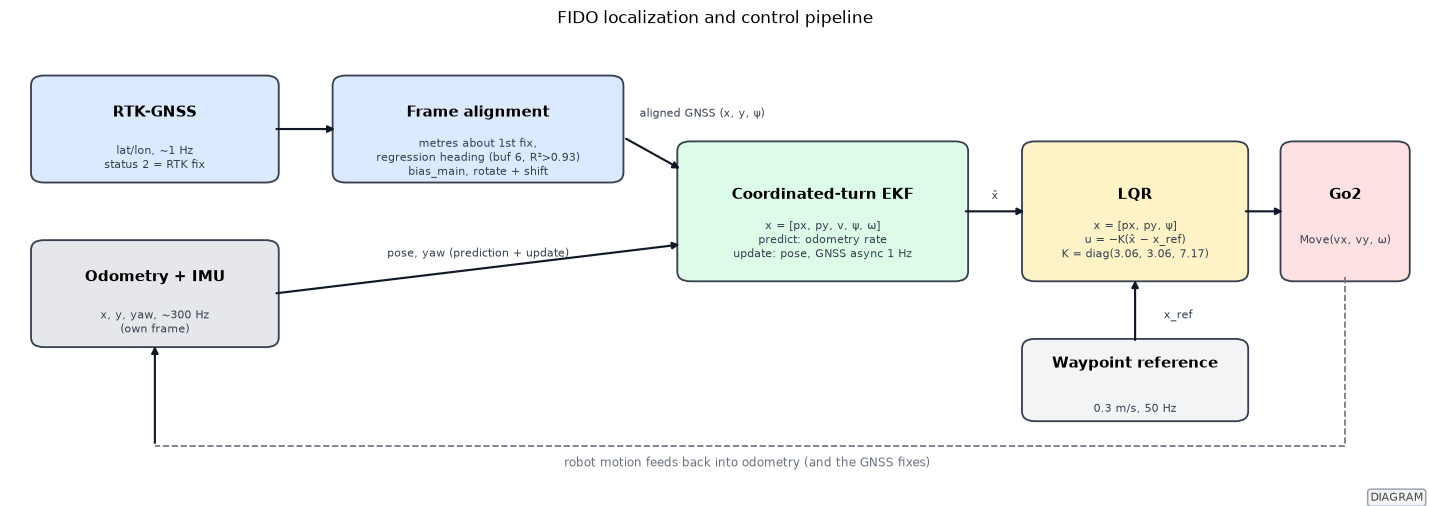 FIDO localization and control pipeline
RTK-GNSS
lat/lon, ~1 Hz
status 2 = RTK fix
Frame alignment
metres about 1st fix,
regression heading (buf 6, R²>0.93)
bias_main, rotate + shift
aligned GNSS (x, y, ψ)
Odometry + IMU
x, y, yaw, ~300 Hz
(own frame)
pose, yaw (prediction + update)
Coordinated-turn EKF
x = [px, py, v, ψ, ω]
predict: odometry rate
update: pose, GNSS async 1 Hz
x̂
LQR
x = [px, py, ψ]
u = −K(x̂ − x_ref)
K = diag(3.06, 3.06, 7.17)
Go2
Move(vx, vy, ω)
x_ref
Waypoint reference
0.3 m/s, 50 Hz
robot motion feeds back into odometry (and the GNSS fixes)
DIAGRAM